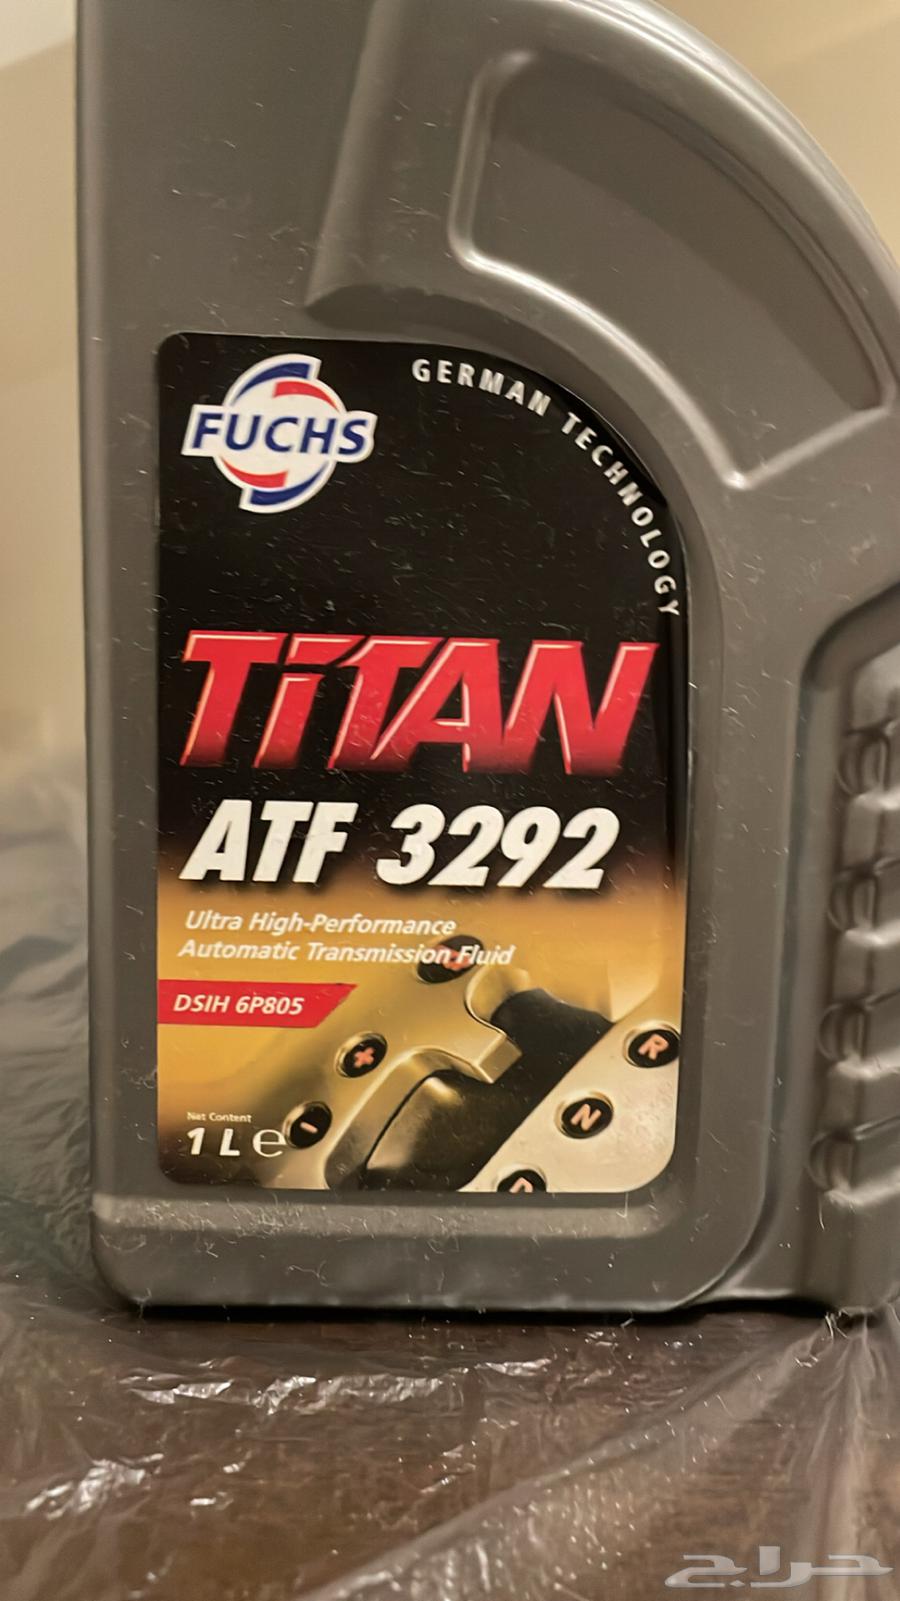 FUCHS
GERMAN TECHNOLOGY
TiTAN
ATF 3292
Ultra High-Performance
Automatic Transmission Fluid
DSIH 6P805
+
R
-
N
D
Net Content
1 L e
حراج